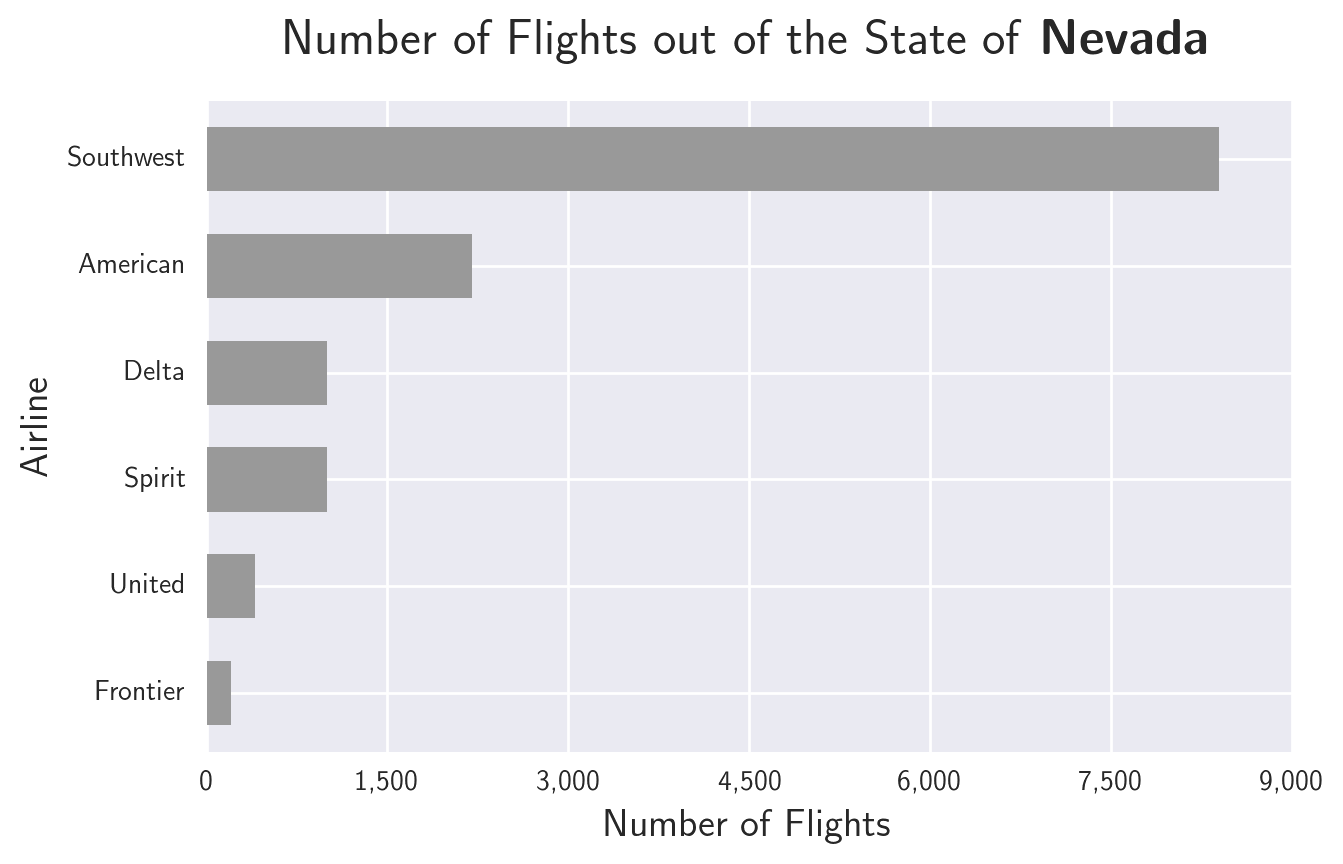 Number of Flights out of the State of Nevada
Southwest
American
Delta
Spirit
United
Frontier
Airline
0 1,500 3,000 4,500 6,000 7,500 9,000
Number of Flights